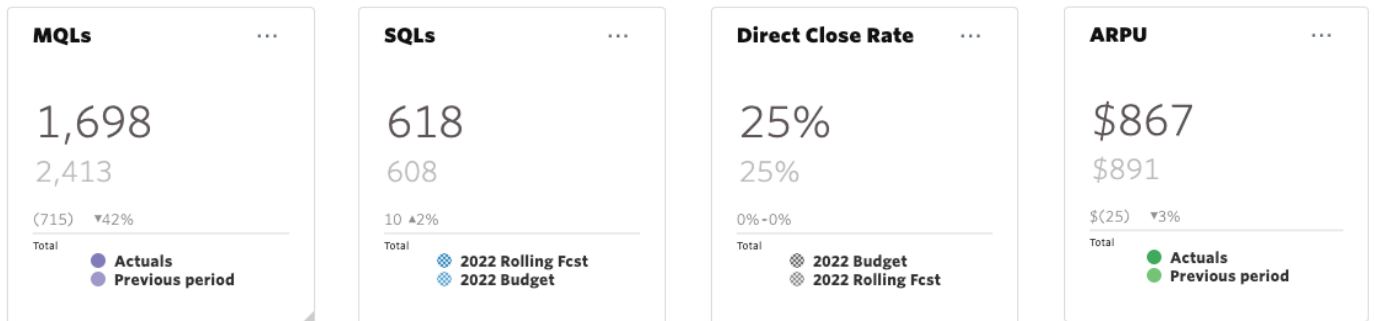 MQLs ...
1,698
2,413
(715) ▼42%
Total
Actuals
Previous period
SQLs ...
618
608
10 ▲2%
Total
2022 Rolling Fcst
2022 Budget
Direct Close Rate ...
25%
25%
0%-0%
Total
2022 Budget
2022 Rolling Fcst
ARPU ...
$867
$891
$(25) ▼3%
Total
Actuals
Previous period